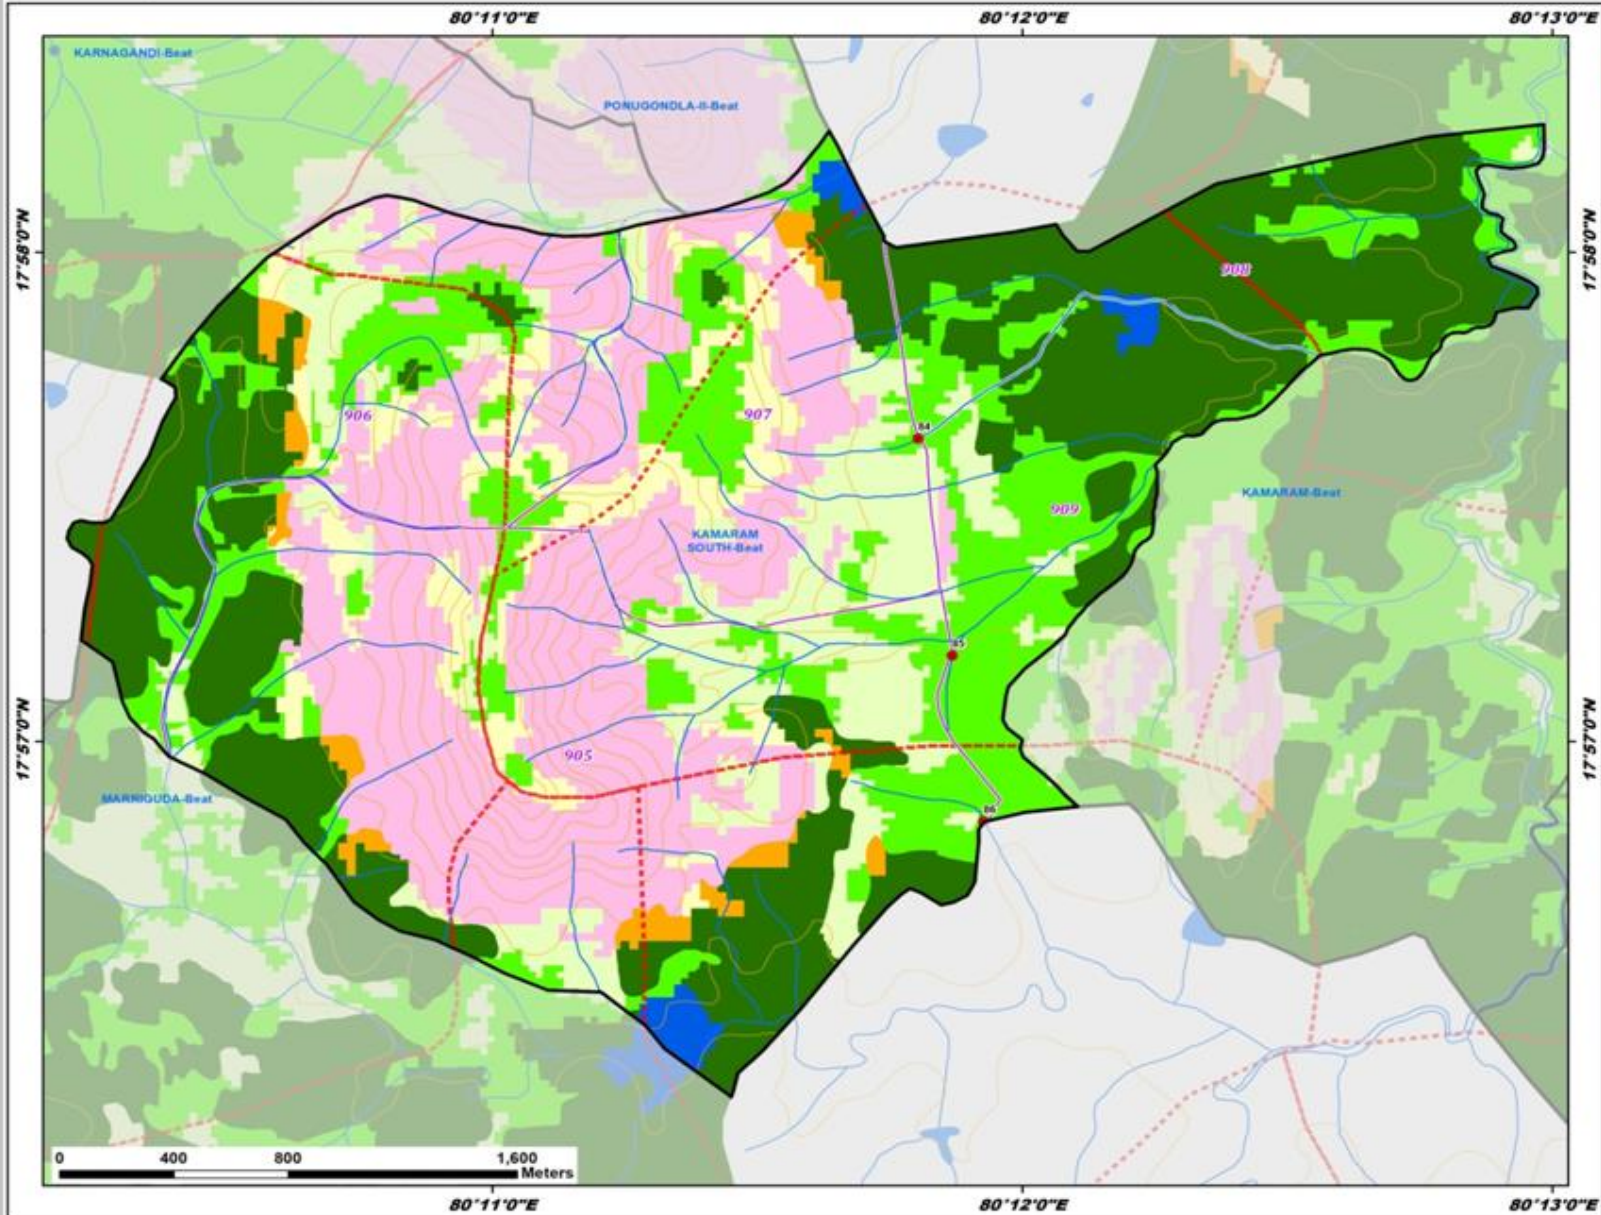 80°11'0"E 80°12'0"E 80°13'0"E
KARNAGANDI-Beat
PONUGONDLA-II-Beat
17°58'0"N
17°58'0"N
908
906
907
84
KAMARAM-Beat
909
KAMARAM
SOUTH-Beat
85
17°57'0"N
17°57'0"N
905
MARRIGUDA-Beat
86
0 400 800 1,600
Meters
80°11'0"E 80°12'0"E 80°13'0"E